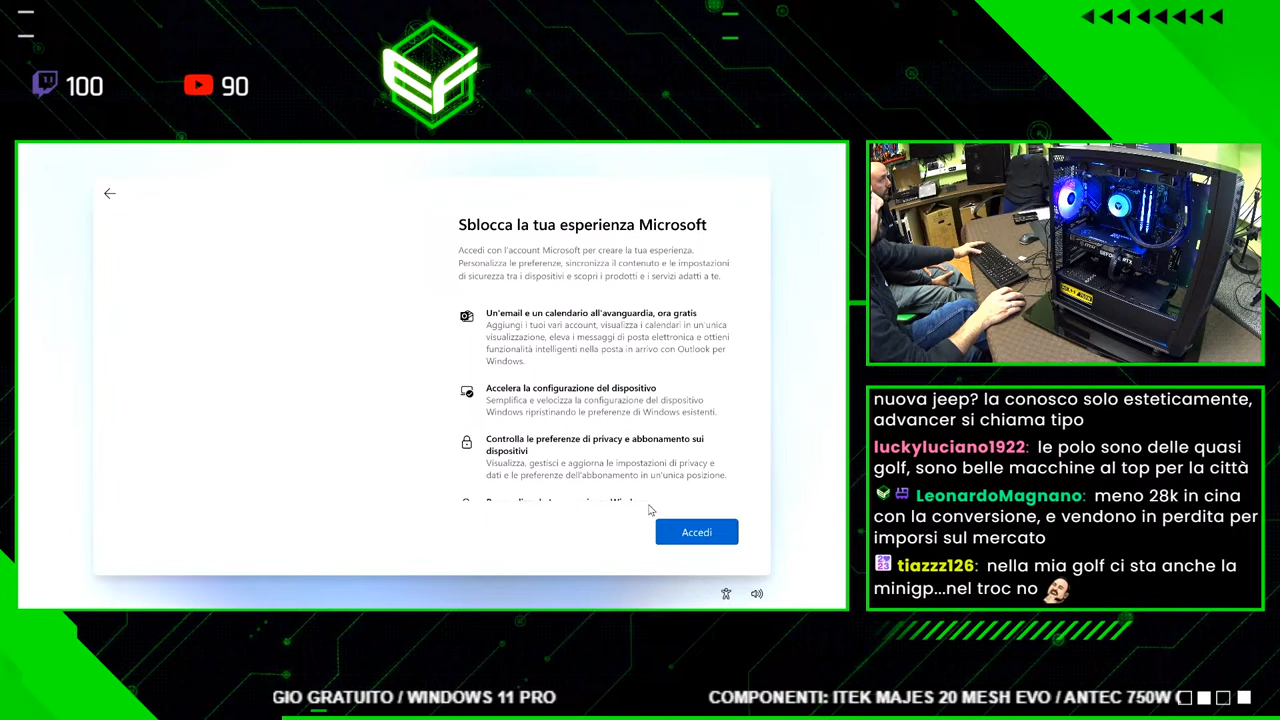 100
90
EF
Sblocca la tua esperienza Microsoft
Accedi con l'account Microsoft per creare la tua esperienza.
Personalizza le preferenze, sincronizza il contenuto e le impostazioni
di sicurezza tra i dispositivi e scopri i prodotti e i servizi adatti a te.
Un'email e un calendario all'avanguardia, ora gratis
Aggiungi i tuoi vari account, visualizza i calendari in un'unica
visualizzazione, eleva i messaggi di posta elettronica e ottieni
funzionalità intelligenti nella posta in arrivo con Outlook per
Windows.
Accelera la configurazione del dispositivo
Semplifica e velocizza la configurazione del dispositivo
Windows ripristinando le preferenze di Windows esistenti.
Controlla le preferenze di privacy e abbonamento sui
dispositivi
Visualizza, gestisci e aggiorna le impostazioni di privacy e
dati e le preferenze dell'abbonamento in un'unica posizione.
Accedi
nuova jeep? la conosco solo esteticamente,
advancer si chiama tipo
luckyluciano1922: le polo sono delle quasi
golf, sono belle macchine al top per la città
LeonardoMagnano: meno 28k in cina
con la conversione, e vendono in perdita per
imporsi sul mercato
tiazzz126: nella mia golf ci sta anche la
minigp...nel troc no
GIO GRATUITO / WINDOWS 11 PRO
COMPONENTI: ITEK MAJES 20 MESH EVO / ANTEC 750W